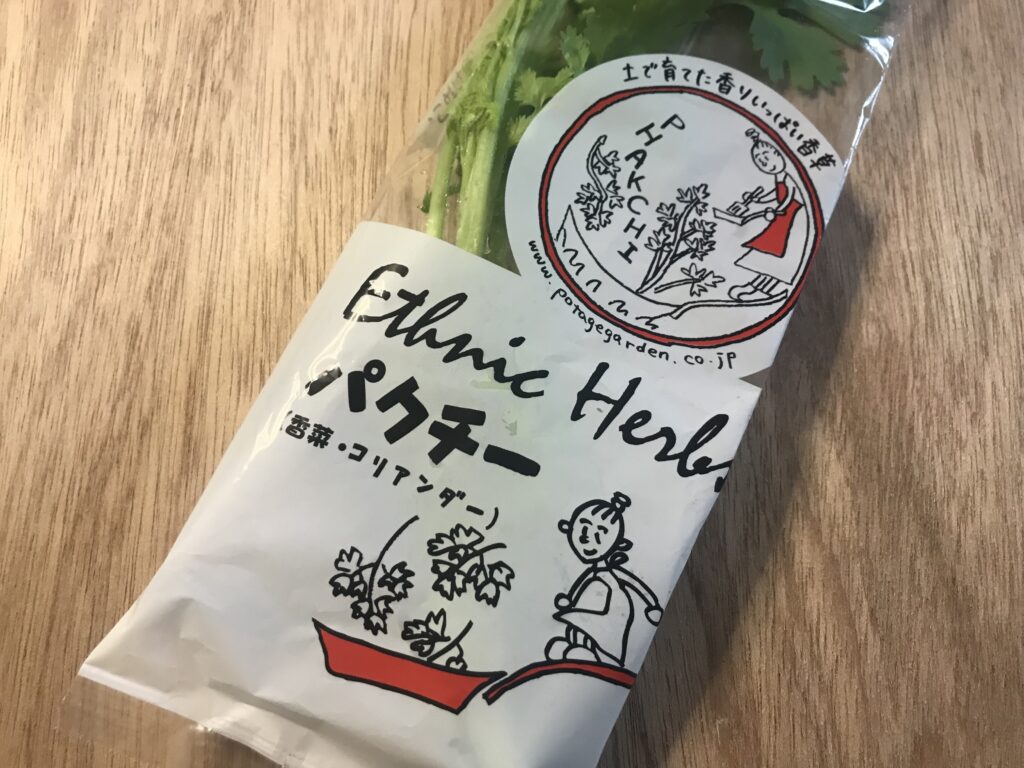 土で育てた香りいっぱい香草
PHAKCHI
www.potagegarden.co.jp
Ethnic Herbs
パクチー
(香菜・コリアンダー)